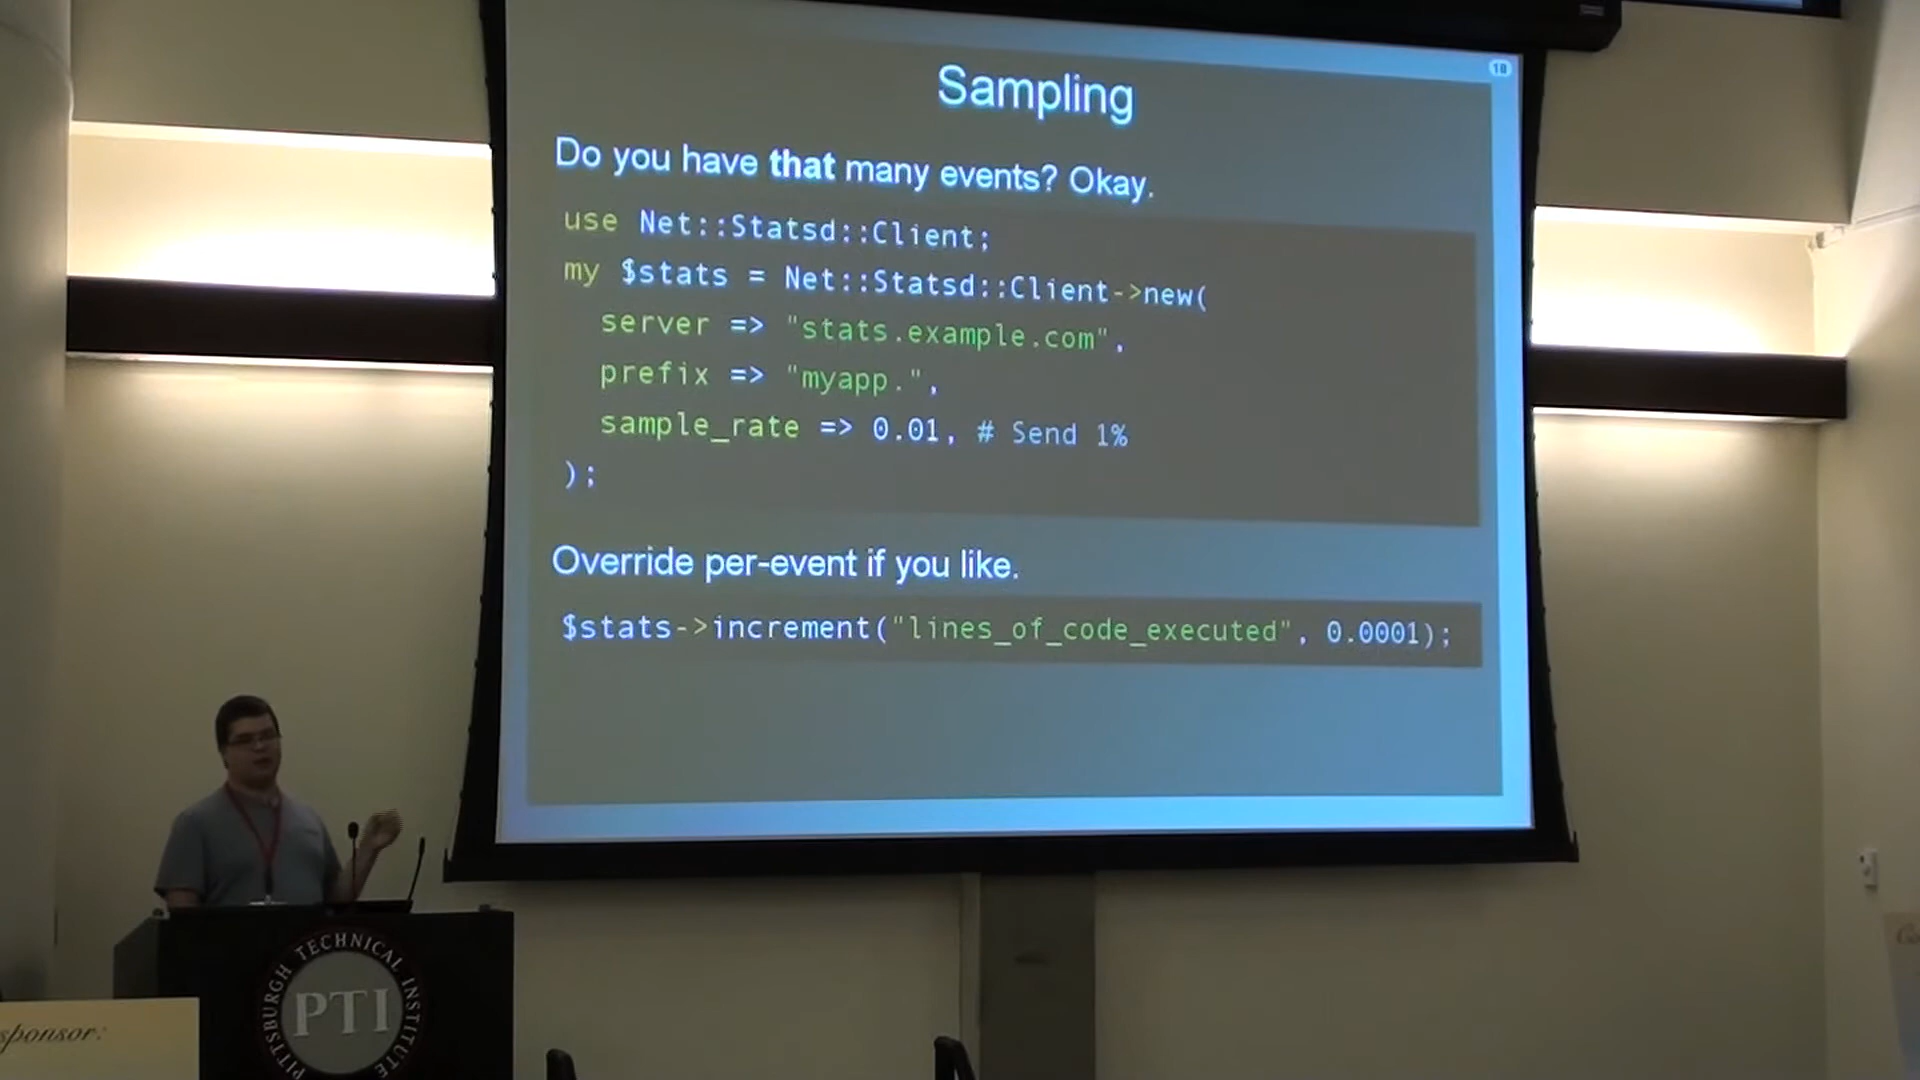 18
Sampling
Do you have that many events? Okay.
use Net::Statsd::Client;
my $stats = Net::Statsd::Client->new(
server => "stats.example.com",
prefix => "myapp.",
sample_rate => 0.01, # Send 1%
);
Override per-event if you like.
$stats->increment("lines_of_code_executed", 0.0001);
PITTSBURGH TECHNICAL INSTITUTE
PTI
sponsor: